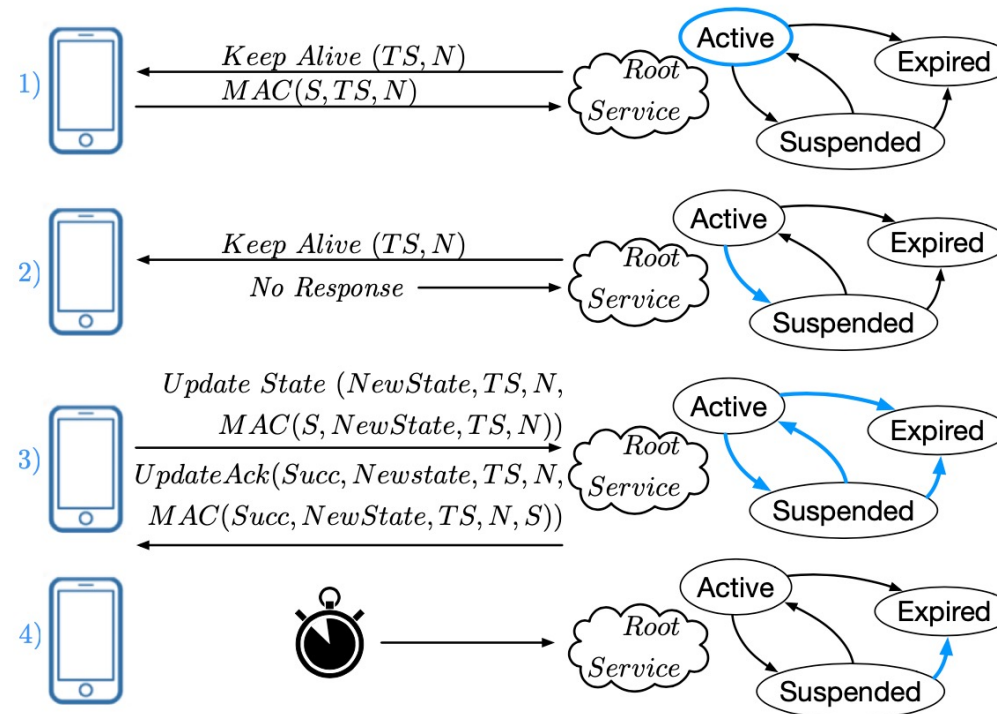 1)
Keep Alive (TS, N)
MAC(S, TS, N)
Root
Service
Active
Expired
Suspended
2)
Keep Alive (TS, N)
No Response
Root
Service
Active
Expired
Suspended
3)
Update State (NewState, TS, N,
MAC(S, NewState, TS, N))
UpdateAck(Succ, Newstate, TS, N,
MAC(Succ, NewState, TS, N, S))
Root
Service
Active
Expired
Suspended
4)
Root
Service
Active
Expired
Suspended